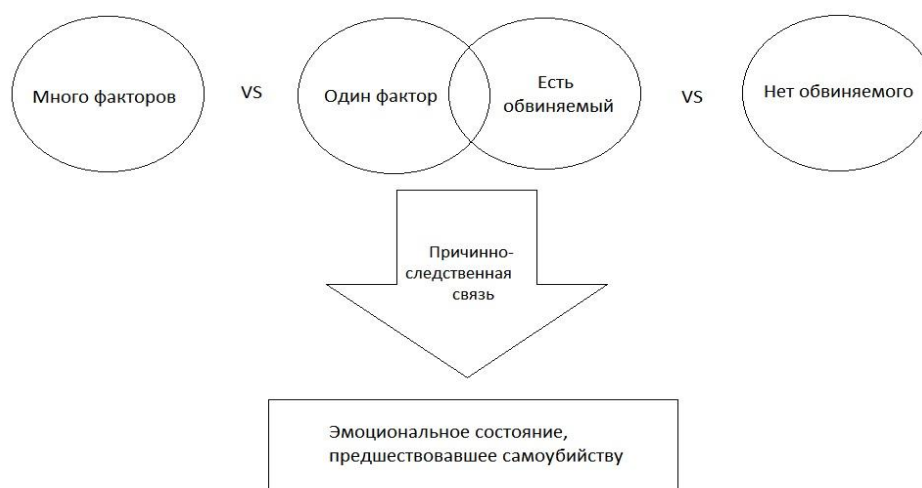 Много факторов
VS
Один фактор
Есть
обвиняемый
VS
Нет обвиняемого
Причинно-
следственная
связь
Эмоциональное состояние,
предшествовавшее самоубийству